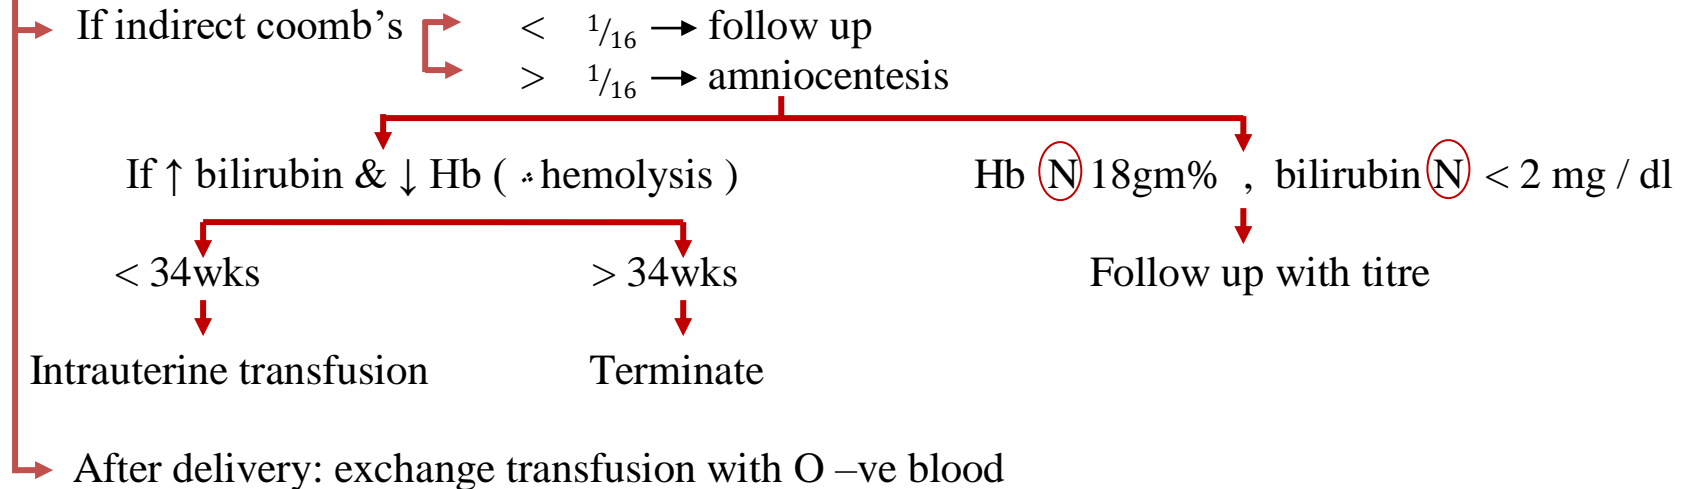 If indirect coomb's < 1/16 → follow up
> 1/16 → amniocentesis
If ↑ bilirubin & ↓ Hb ( ∴ hemolysis )
Hb N 18gm% , bilirubin N < 2 mg / dl
< 34wks
> 34wks
Follow up with titre
Intrauterine transfusion
Terminate
After delivery: exchange transfusion with O –ve blood